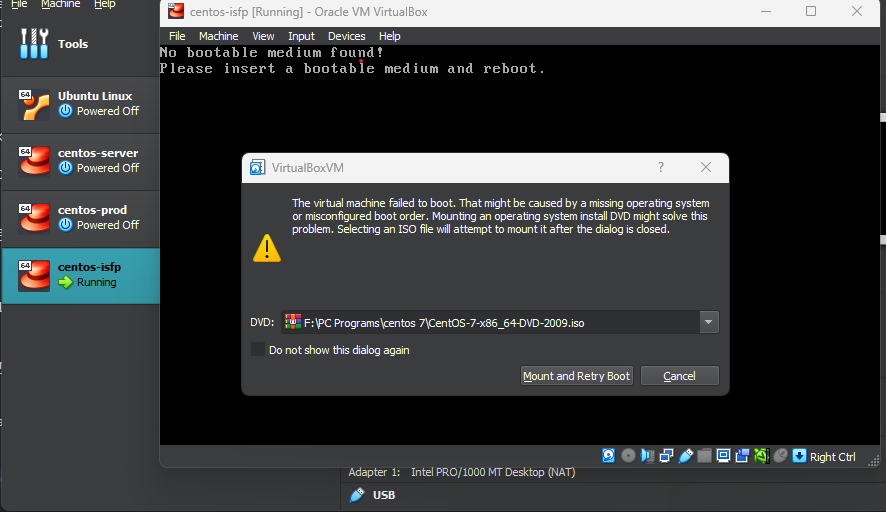 File Machine Help
Tools
64
Ubuntu Linux
Powered Off
64
centos-server
Powered Off
64
centos-prod
Powered Off
64
centos-isfp
Running
centos-isfp [Running] - Oracle VM VirtualBox
File Machine View Input Devices Help
No bootable medium found!
Please insert a bootable medium and reboot.
VirtualBoxVM
?
The virtual machine failed to boot. That might be caused by a missing operating system
or misconfigured boot order. Mounting an operating system install DVD might solve this
problem. Selecting an ISO file will attempt to mount it after the dialog is closed.
DVD: F:\PC Programs\centos 7\CentOS-7-x86_64-DVD-2009.iso
Do not show this dialog again
Mount and Retry Boot Cancel
Right Ctrl
Adapter 1: Intel PRO/1000 MT Desktop (NAT)
USB